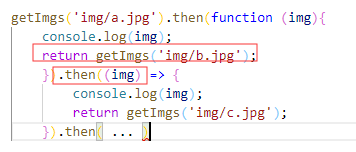 getImgs('img/a.jpg').then(function (img){
console.log(img);
return getImgs('img/b.jpg');
}).then((img) => {
console.log(img);
return getImgs('img/c.jpg');
}).then( ... )